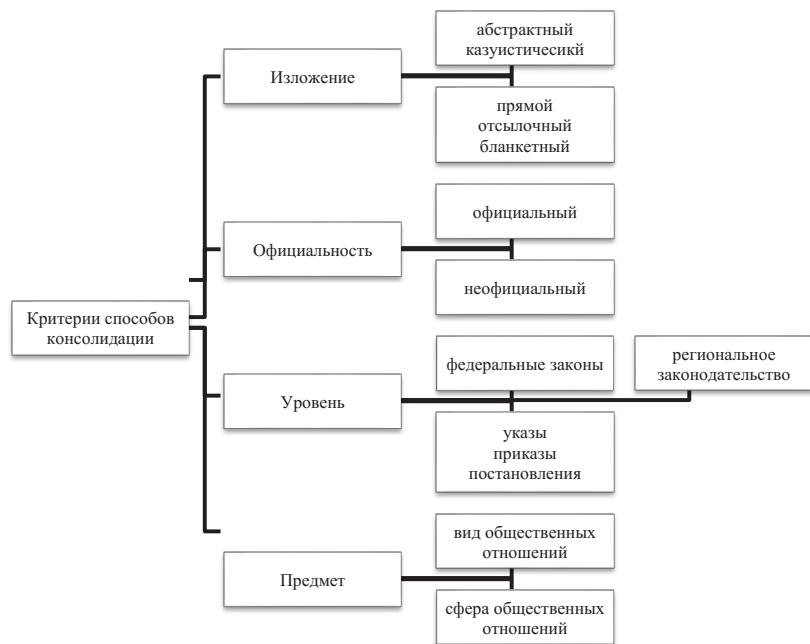 Критерии способов
консолидации
Изложение
абстрактный
казуистичесикй
прямой
отсылочный
бланкетный
Официальность
официальный
неофициальный
Уровень
федеральные законы
региональное
законодательство
указы
приказы
постановления
Предмет
вид общественных
отношений
сфера общественных
отношений